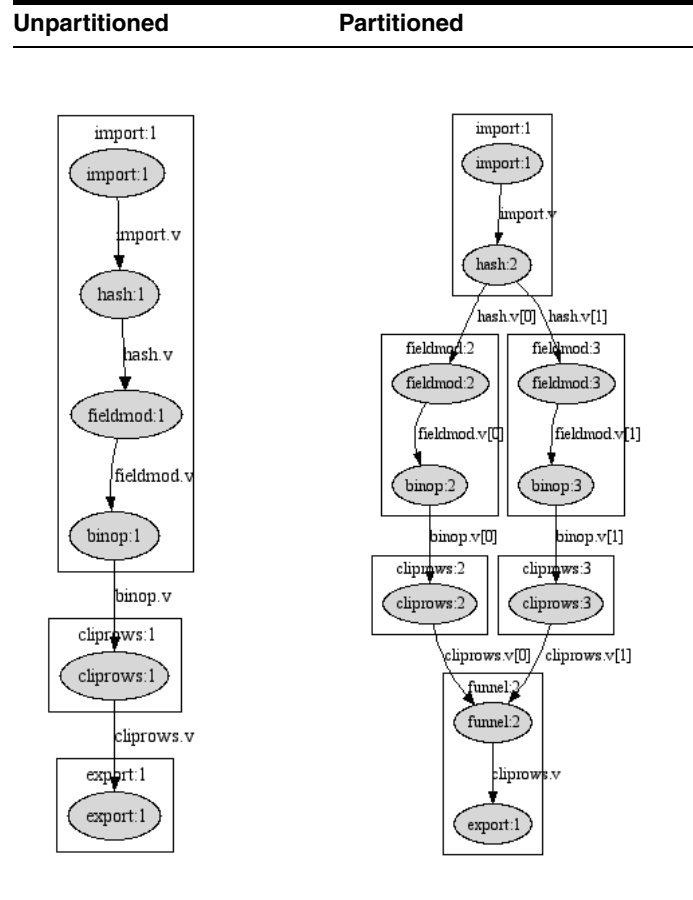 Unpartitioned
Partitioned
import:1
import:1
import.v
hash:1
hash.v
fieldmod:1
fieldmod.v
binop:1
binop.v
cliprows:1
cliprows:1
cliprows.v
export:1
export:1
import:1
import:1
import.v
hash:2
hash.v[0] hash.v[1]
fieldmod:2 fieldmod:3
fieldmod:2 fieldmod:3
fieldmod.v[0] fieldmod.v[1]
binop:2 binop:3
binop.v[0] binop.v[1]
cliprows:2 cliprows:3
cliprows:2 cliprows:3
cliprows.v[0] cliprows.v[1]
funnel:2
funnel:2
cliprows.v
export:1